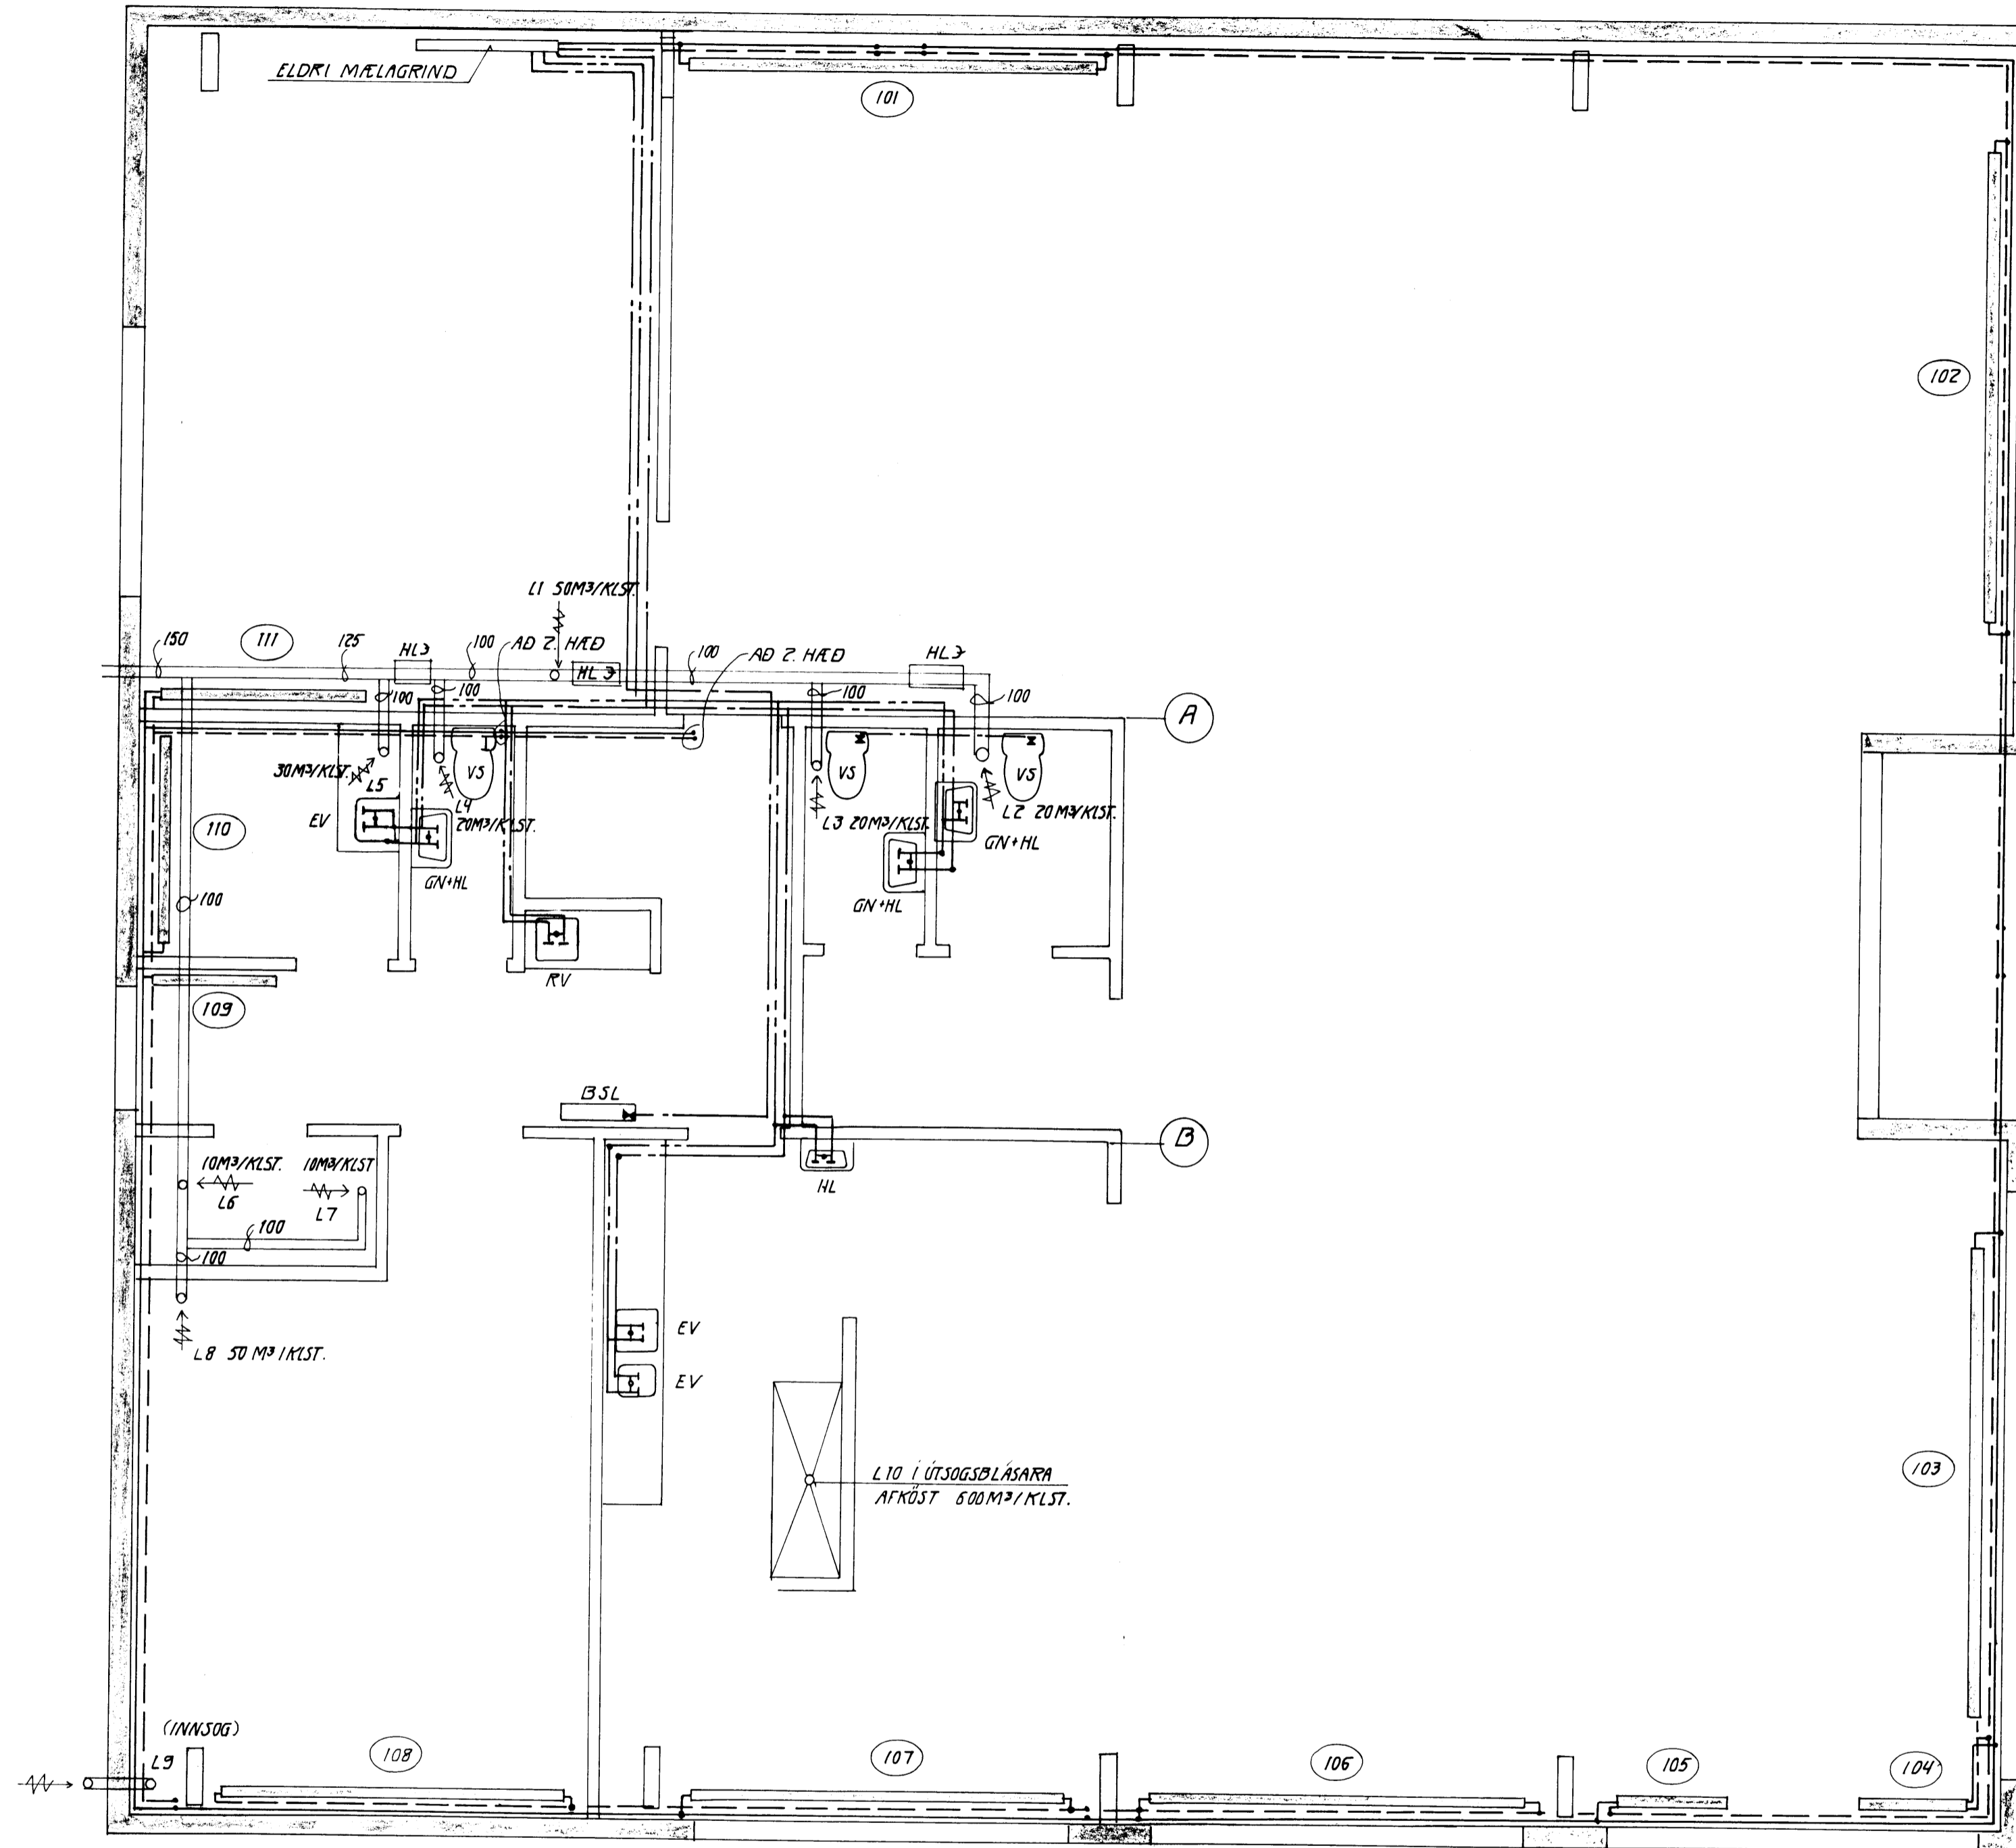 ELDRI MÆLAGRIND
101
102
L1 50M3/KLST.
150
111
125
HL3
100
AÐ 2. HÆÐ
HL3
100
AÐ 2. HÆÐ
HL3
100
100
100
100
A
30M3/KLST.
L5
VS
VS
VS
L4
20M3/KLST.
L3 20M3/KLST.
L2 20M3/KLST.
110
EV
GN+HL
GN+HL
GN+HL
100
RV
109
BSL
B
10M3/KLST.
L6
10M3/KLST
L7
HL
100
100
L8 50 M3/KLST.
EV
EV
L10 Í ÚTSOGSBLÁSARA
AFKÖST 600M3/KLST.
103
(INNSOG)
L9
108
107
106
105
104